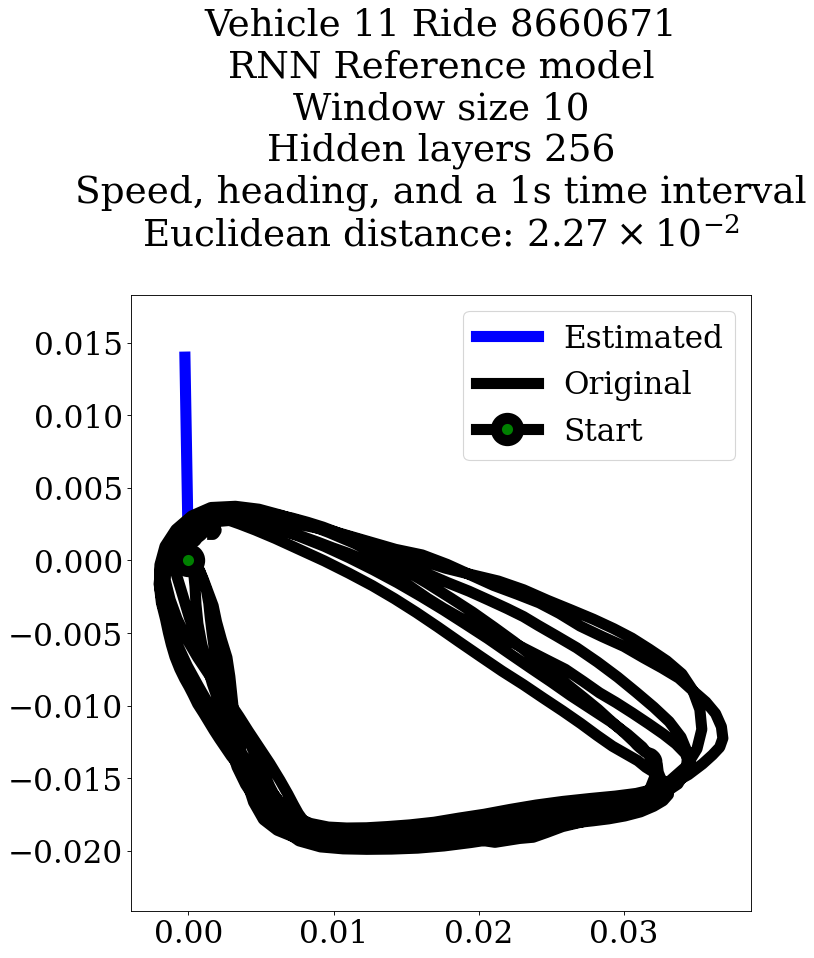 Vehicle 11 Ride 8660671
RNN Reference model
Window size 10
Hidden layers 256
Speed, heading, and a 1s time interval
Euclidean distance: 2.27 × 10⁻²
Estimated
Original
Start
0.015
0.010
0.005
0.000
−0.005
−0.010
−0.015
−0.020
0.00 0.01 0.02 0.03